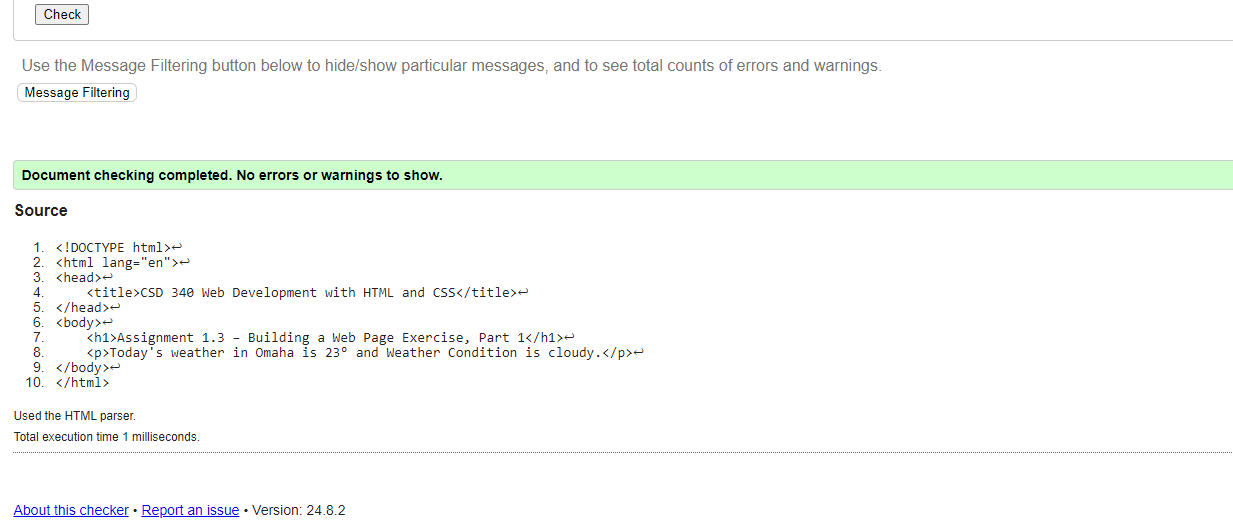 Check
Use the Message Filtering button below to hide/show particular messages, and to see total counts of errors and warnings.
Message Filtering
Document checking completed. No errors or warnings to show.
Source
1. <!DOCTYPE html>↩
2. <html lang="en">↩
3. <head>↩
4.     <title>CSD 340 Web Development with HTML and CSS</title>↩
5. </head>↩
6. <body>↩
7.     <h1>Assignment 1.3 – Building a Web Page Exercise, Part 1</h1>↩
8.     <p>Today's weather in Omaha is 23° and Weather Condition is cloudy.</p>↩
9. </body>↩
10. </html>
Used the HTML parser.
Total execution time 1 milliseconds.
About this checker • Report an issue • Version: 24.8.2